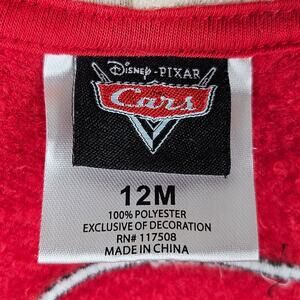 Disney · PIXAR
Cars
12M
100% POLYESTER
EXCLUSIVE OF DECORATION
RN# 117508
MADE IN CHINA